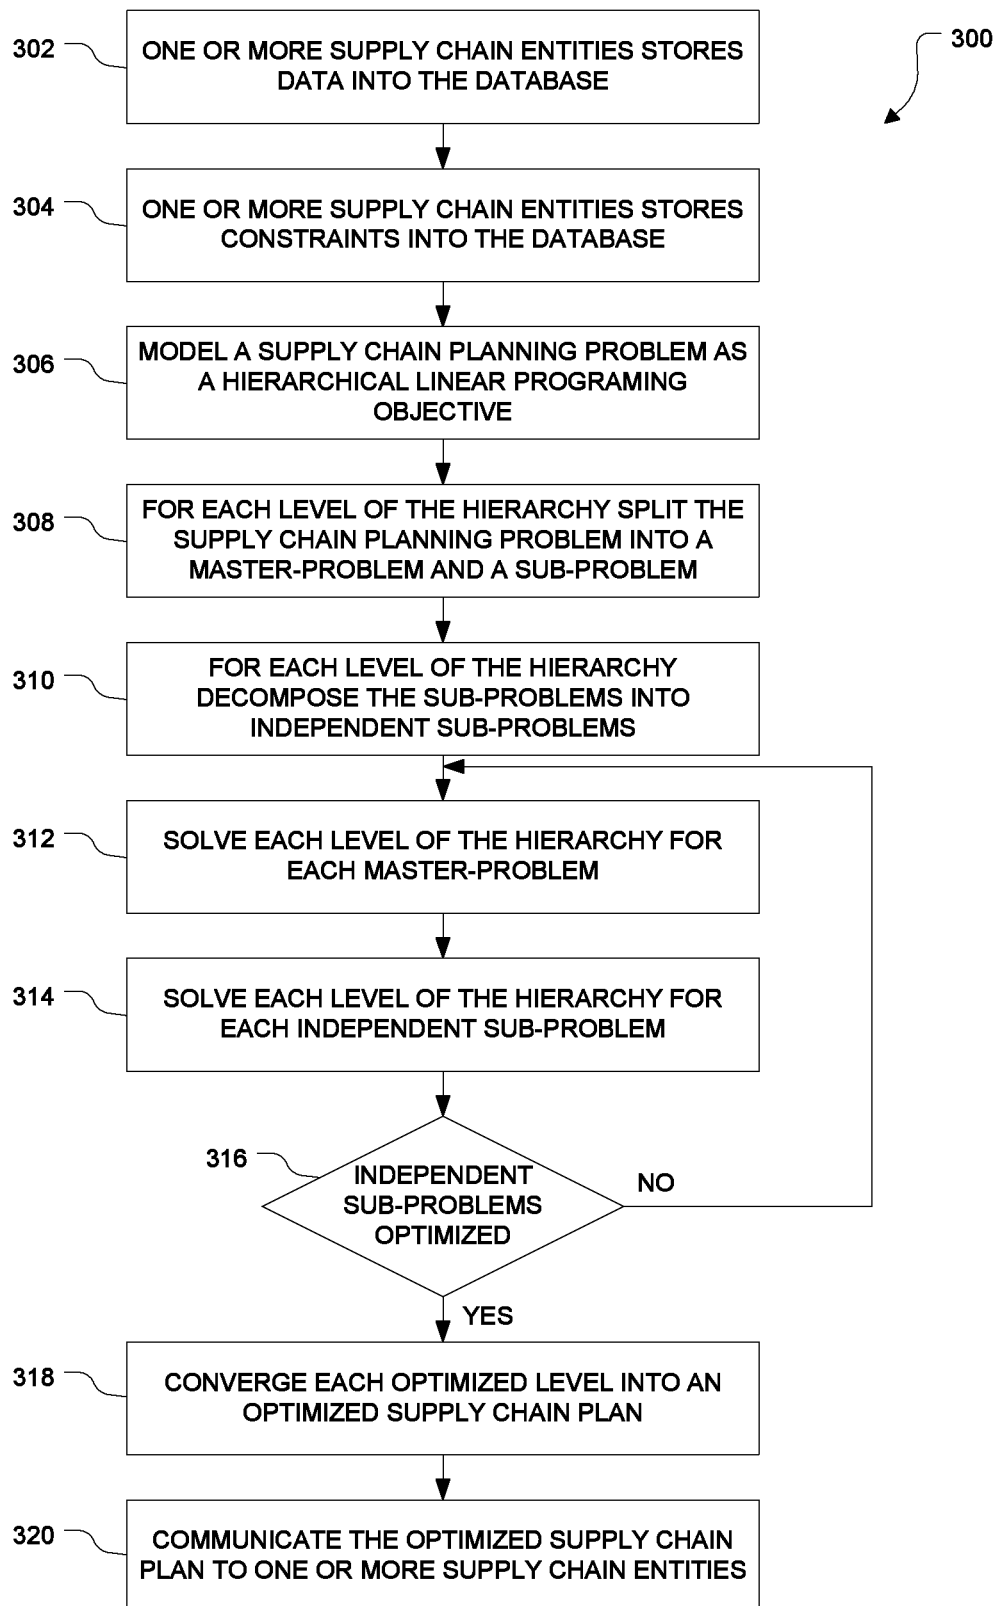 302
ONE OR MORE SUPPLY CHAIN ENTITIES STORES
DATA INTO THE DATABASE
300
304
ONE OR MORE SUPPLY CHAIN ENTITIES STORES
CONSTRAINTS INTO THE DATABASE
306
MODEL A SUPPLY CHAIN PLANNING PROBLEM AS
A HIERARCHICAL LINEAR PROGRAMING
OBJECTIVE
308
FOR EACH LEVEL OF THE HIERARCHY SPLIT THE
SUPPLY CHAIN PLANNING PROBLEM INTO A
MASTER-PROBLEM AND A SUB-PROBLEM
310
FOR EACH LEVEL OF THE HIERARCHY
DECOMPOSE THE SUB-PROBLEMS INTO
INDEPENDENT SUB-PROBLEMS
312
SOLVE EACH LEVEL OF THE HIERARCHY FOR
EACH MASTER-PROBLEM
314
SOLVE EACH LEVEL OF THE HIERARCHY FOR
EACH INDEPENDENT SUB-PROBLEM
316
INDEPENDENT
SUB-PROBLEMS
OPTIMIZED
NO
YES
318
CONVERGE EACH OPTIMIZED LEVEL INTO AN
OPTIMIZED SUPPLY CHAIN PLAN
320
COMMUNICATE THE OPTIMIZED SUPPLY CHAIN
PLAN TO ONE OR MORE SUPPLY CHAIN ENTITIES